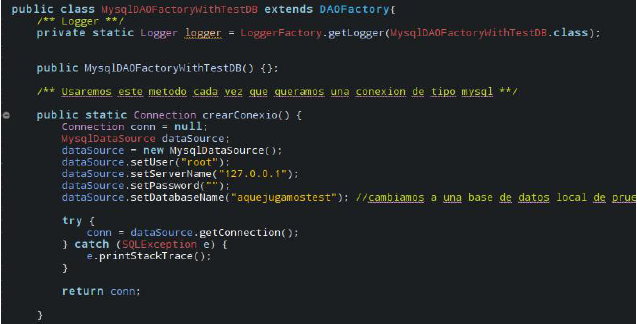 public class MysqlDAOFactoryWithTestDB extends DAOFactory{
/** Logger **/
private static Logger logger = LoggerFactory.getLogger(MysqlDAOFactoryWithTestDB.class);
public MysqlDAOFactoryWithTestDB() {};
/** Usaremos este metodo cada vez que queramos una conexion de tipo mysql **/
public static Connection crearConexio() {
Connection conn = null;
MysqlDataSource dataSource;
dataSource = new MysqlDataSource();
dataSource.setUser("root");
dataSource.setServerName("127.0.0.1");
dataSource.setPassword("");
dataSource.setDatabaseName("aquejugamostest"); //cambiamos a una base de datos local de prue
try {
conn = dataSource.getConnection();
} catch (SQLException e) {
e.printStackTrace();
}
return conn;
}